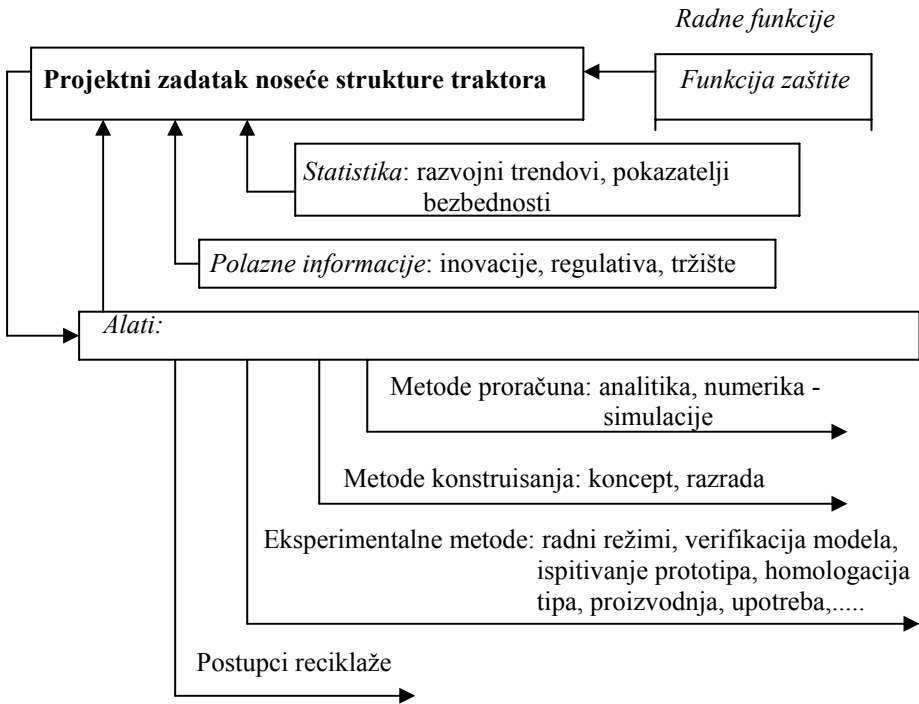 Radne funkcije
Projektni zadatak noseće strukture traktora
Funkcija zaštite
Statistika: razvojni trendovi, pokazatelji
bezbednosti
Polazne informacije: inovacije, regulativa, tržište
Alati:
Metode proračuna: analitika, numerika -
simulacije
Metode konstruisanja: koncept, razrada
Eksperimentalne metode: radni režimi, verifikacija modela,
ispitivanje prototipa, homologacija
tipa, proizvodnja, upotreba,.....
Postupci reciklaže